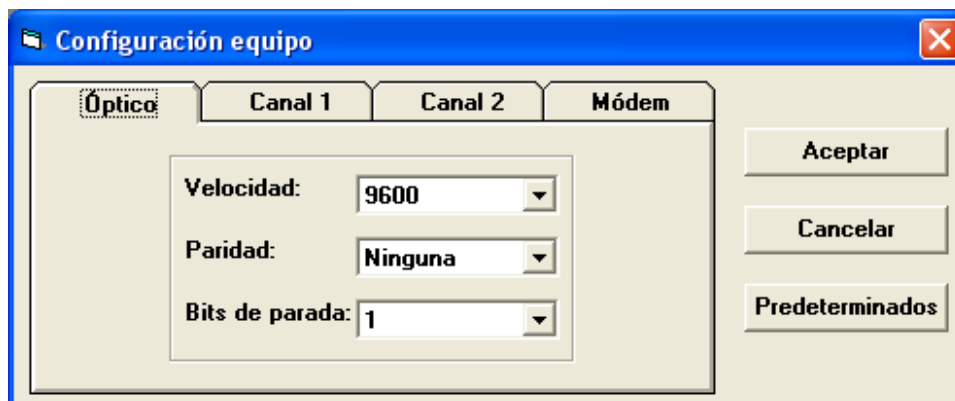 Configuración equipo
Óptico Canal 1 Canal 2 Módem
Velocidad: 9600
Paridad: Ninguna
Bits de parada: 1
Aceptar
Cancelar
Predeterminados